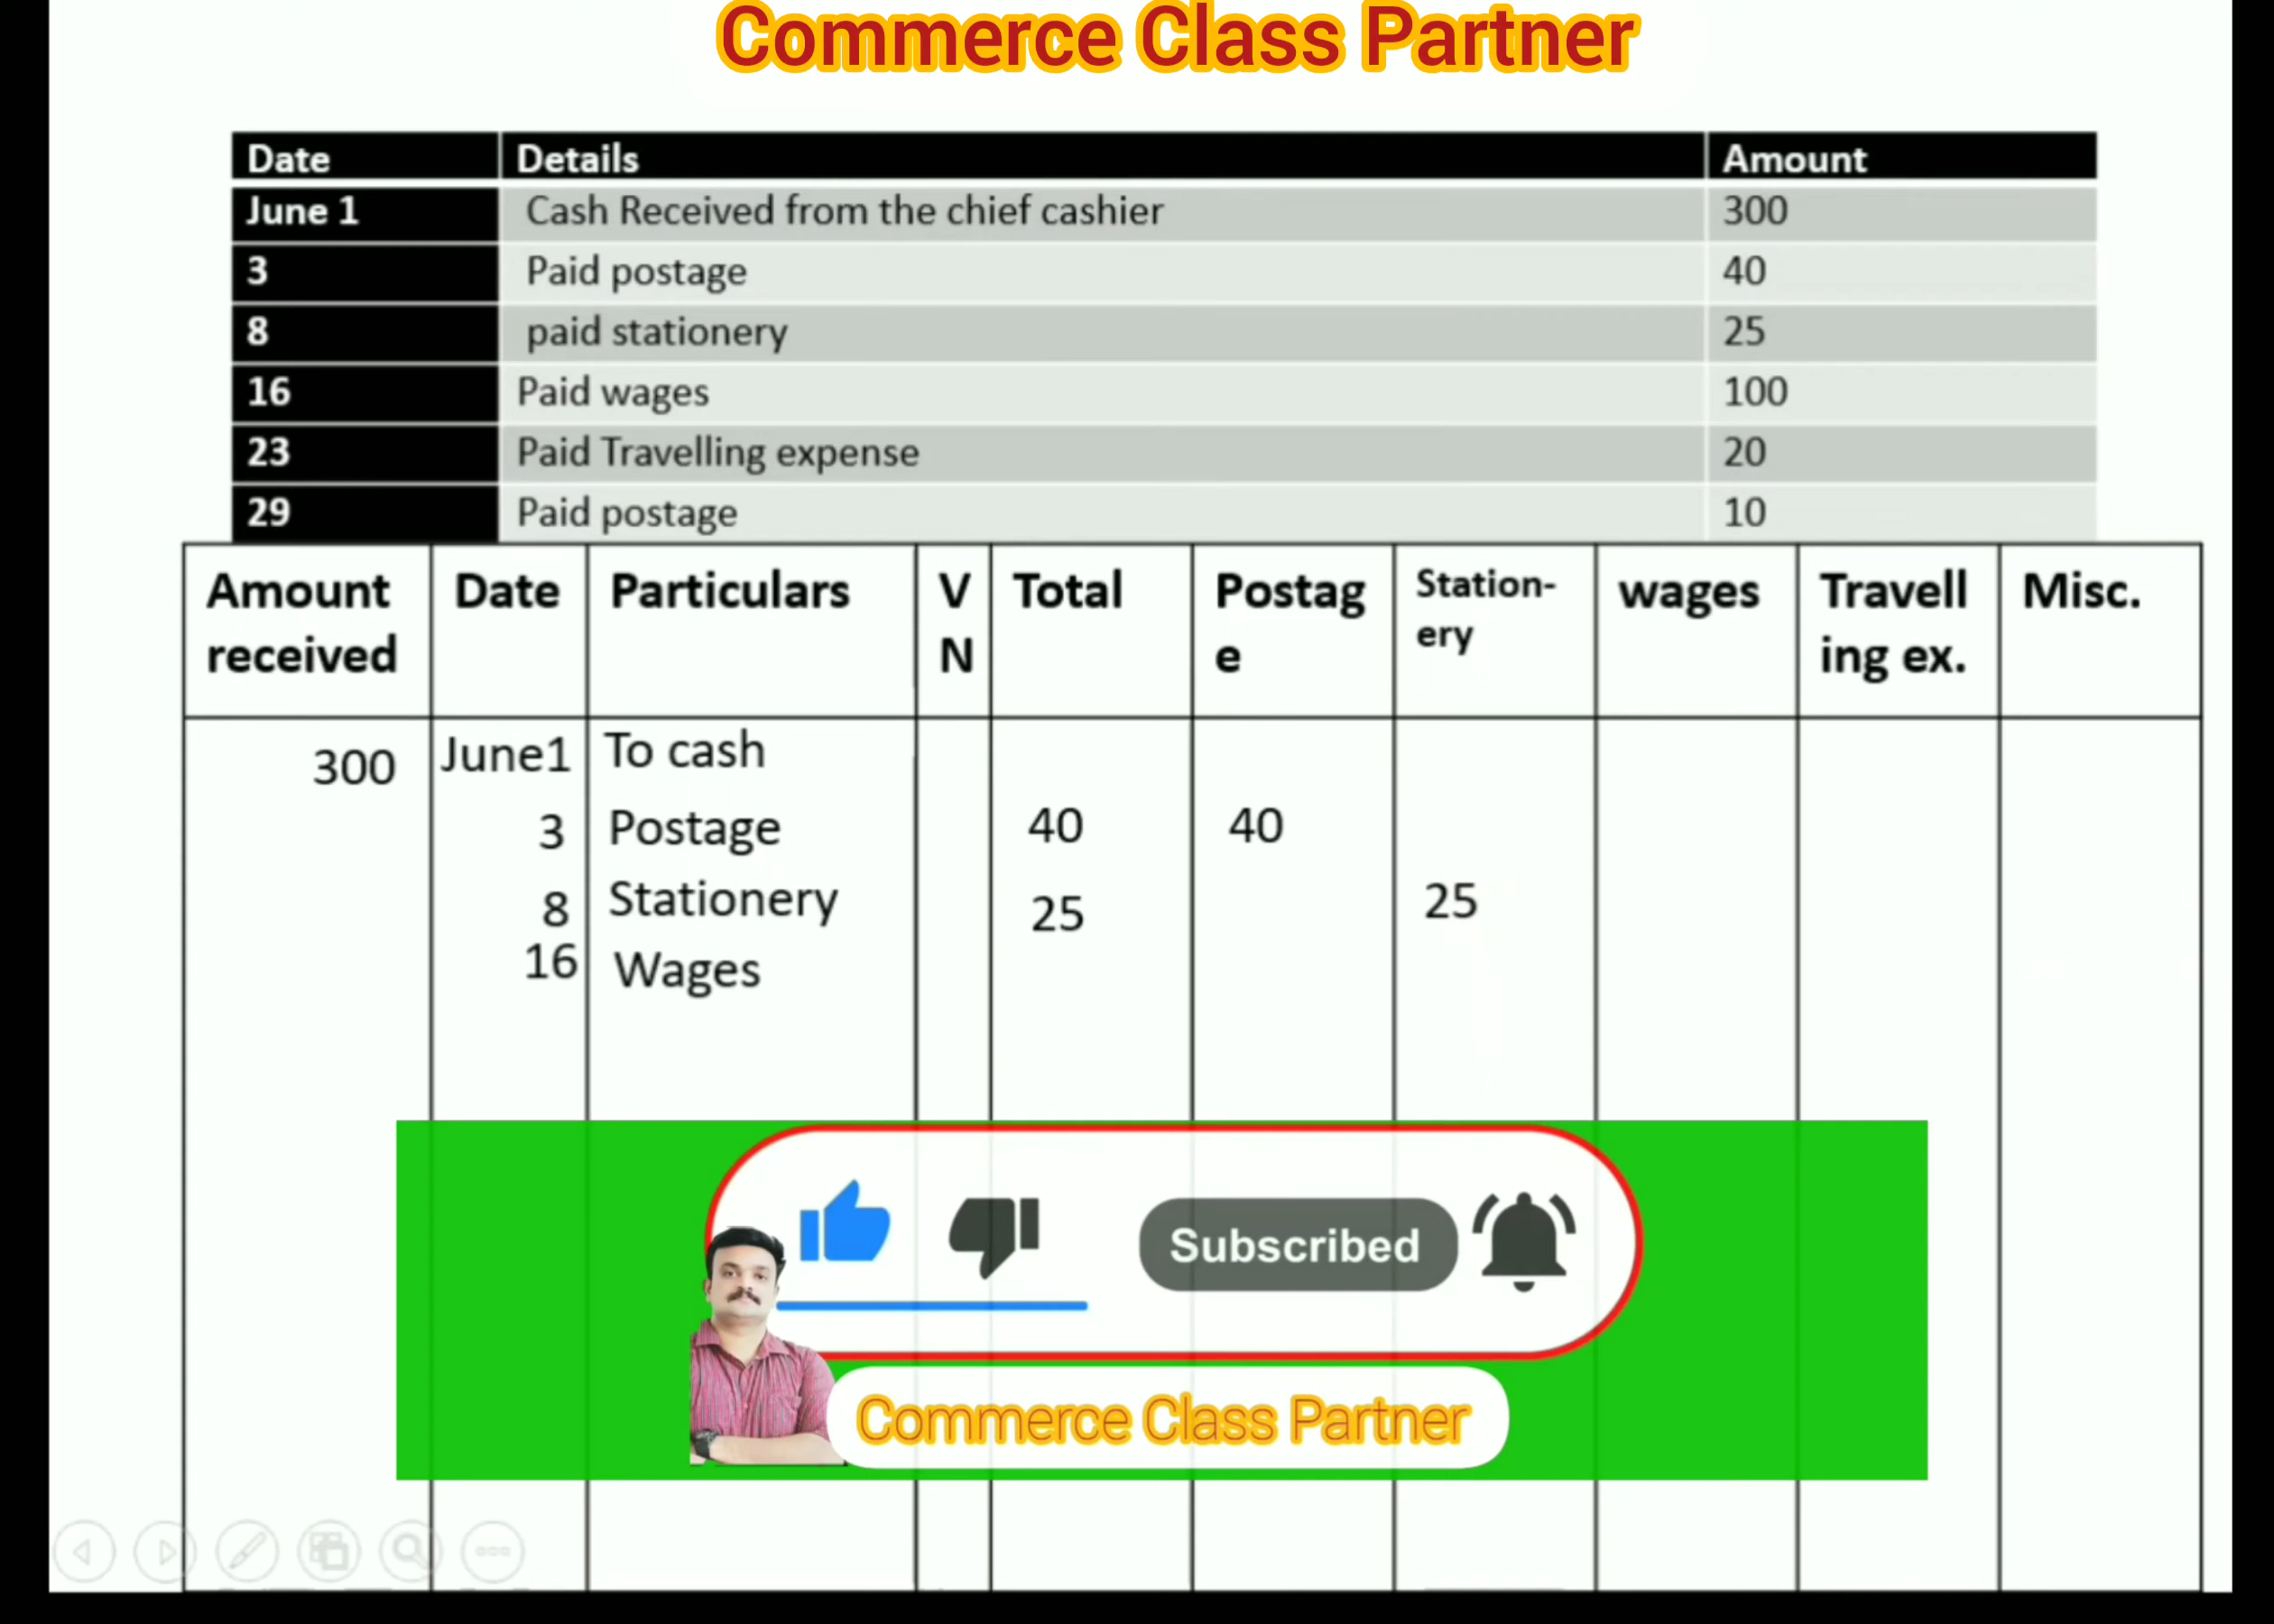 Commerce Class Partner
Date Details Amount
June 1 Cash Received from the chief cashier 300
3 Paid postage 40
8 paid stationery 25
16 Paid wages 100
23 Paid Travelling expense 20
29 Paid postage 10
Amount received Date Particulars V N Total Postag e Station- ery wages Travell ing ex. Misc.
300 June1 To cash
3 Postage 40 40
8 Stationery 25 25
16 Wages
Subscribed
Commerce Class Partner